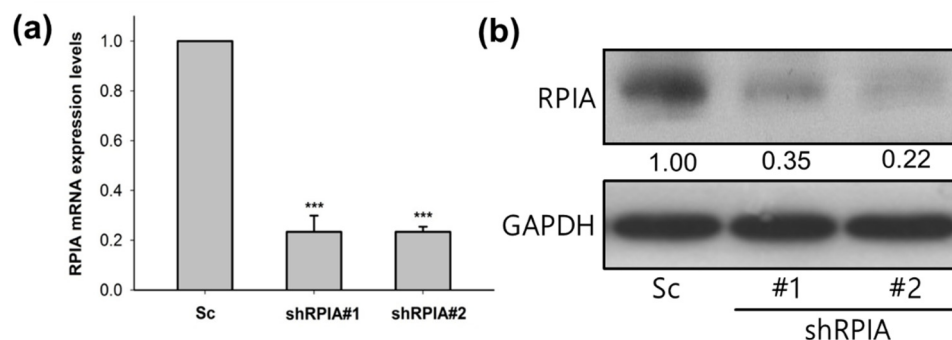 (a)
RPIA mRNA expression levels
1.0
0.8
0.6
0.4
0.2
0.0
***
***
Sc
shRPIA#1
shRPIA#2
(b)
RPIA
1.00 0.35 0.22
GAPDH
Sc #1 #2
shRPIA